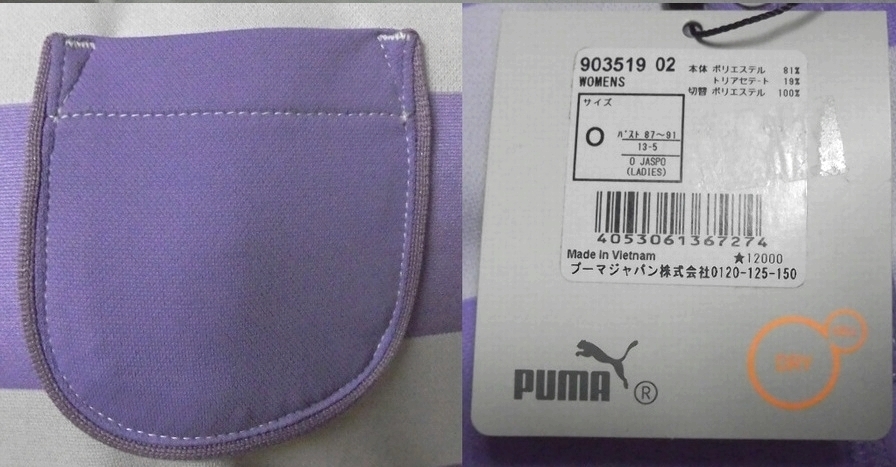 903519 02
WOMENS
本体 ポリエステル 81%
トリアセテート 19%
切替 ポリエステル 100%
サイズ
O
バスト 87〜91
13-5
O JASPO
(LADIES)
4053061367274
Made in Vietnam ★12000
プーマジャパン株式会社0120-125-150
PUMA ®
DRY